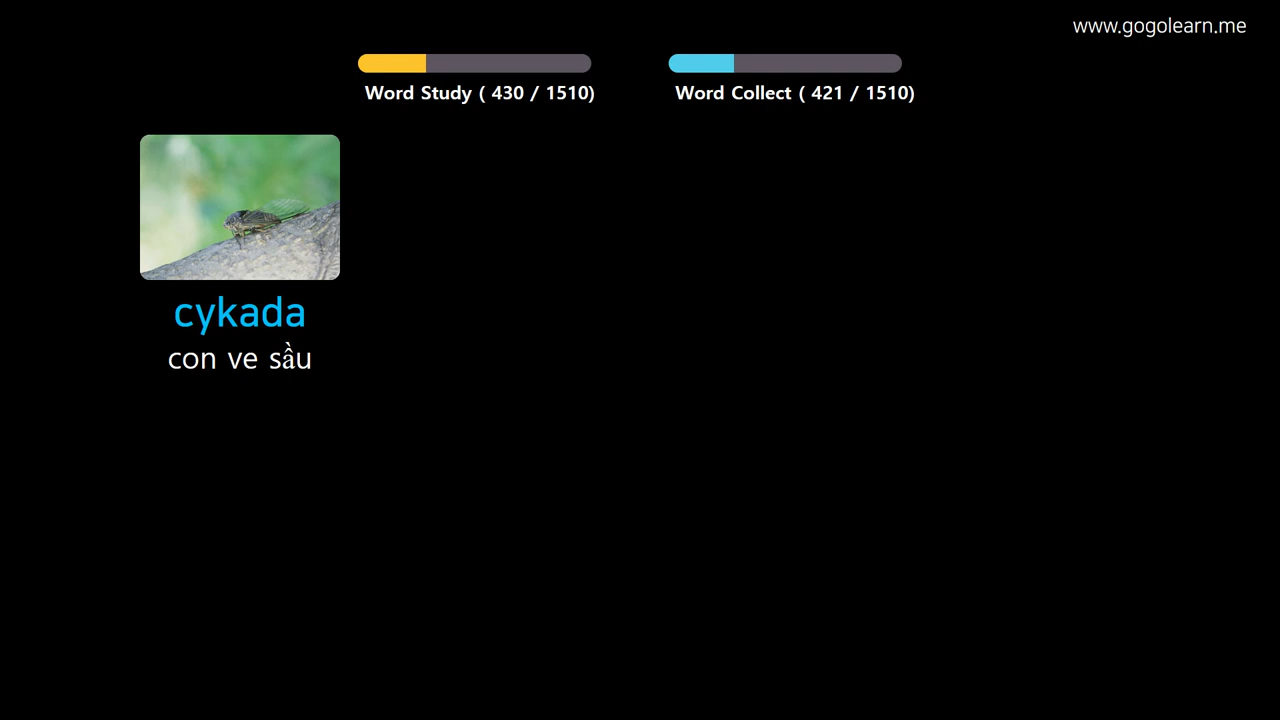 www.gogolearn.me
Word Study ( 430 / 1510)
Word Collect ( 421 / 1510)
cykada
con ve sầu